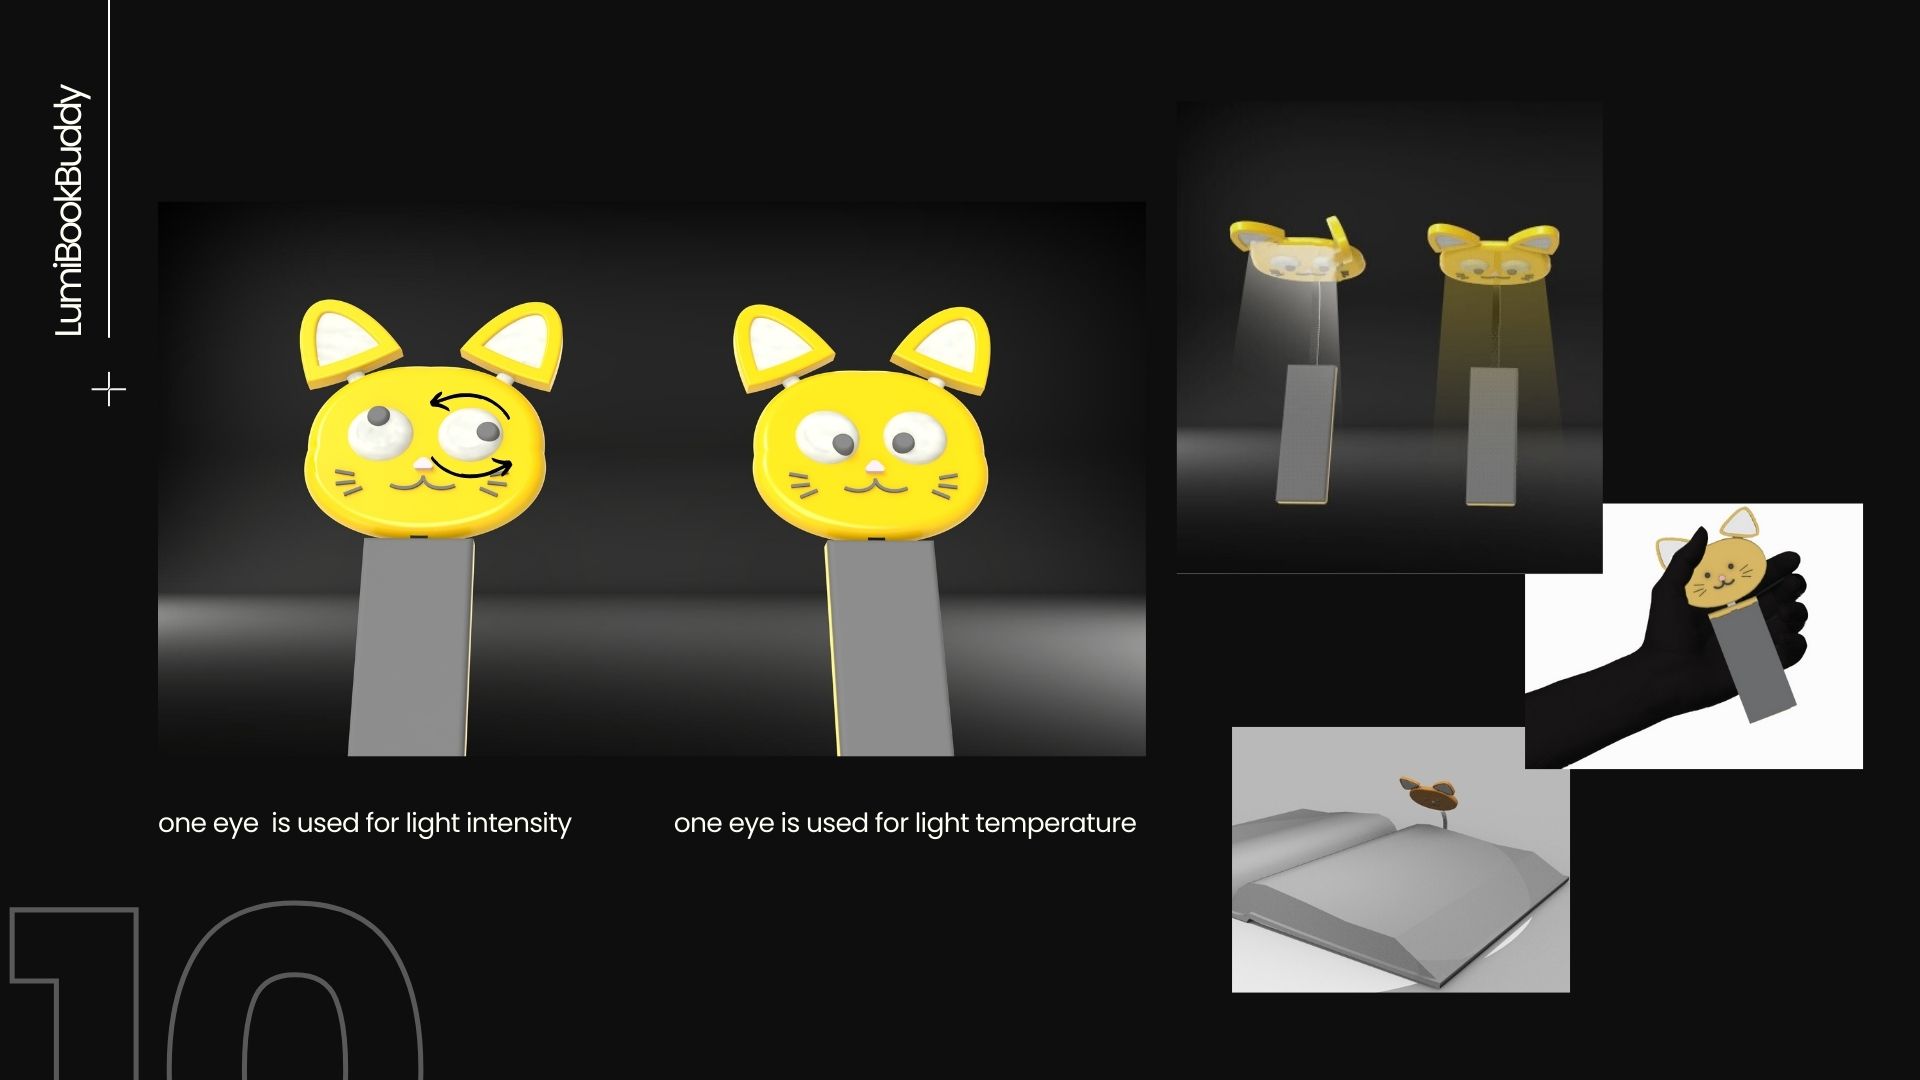 LumiBookBuddy
one eye  is used for light intensity
one eye is used for light temperature
10